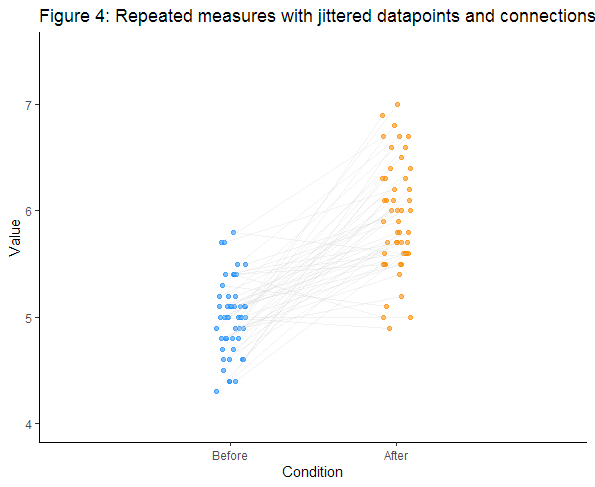 Figure 4: Repeated measures with jittered datapoints and connections
7
6
5
4
Value
Before After
Condition